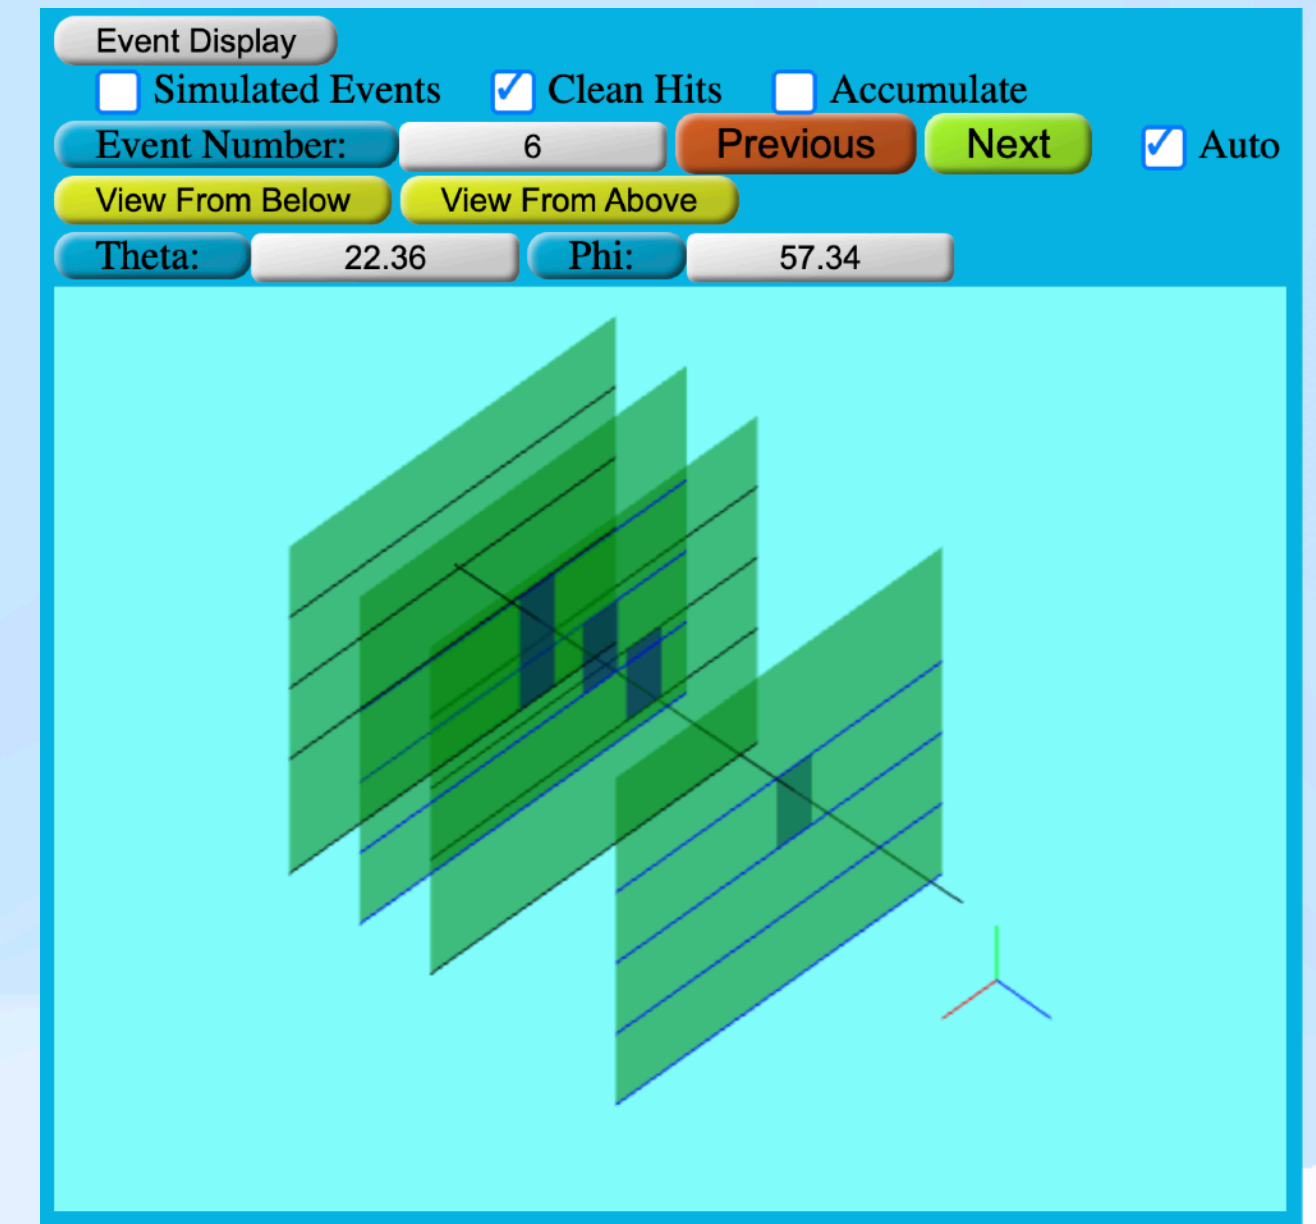 Event Display
Simulated Events Clean Hits Accumulate
Event Number: 6 Previous Next Auto
View From Below View From Above
Theta: 22.36 Phi: 57.34